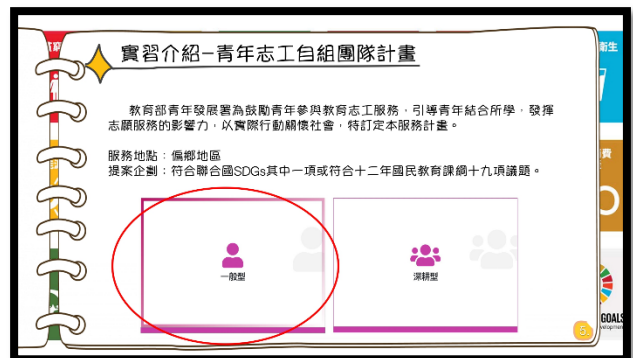 實習介紹–青年志工自組團隊計畫
教育部青年發展署為鼓勵青年參與教育志工服務，引導青年結合所學，發揮
志願服務的影響力，以實際行動關懷社會，特訂定本服務計畫。
服務地點：偏鄉地區
提案企劃：符合聯合國SDGs其中一項或符合十二年國民教育課綱十九項議題。
一般型
深耕型
衛生
費
GOALS
5